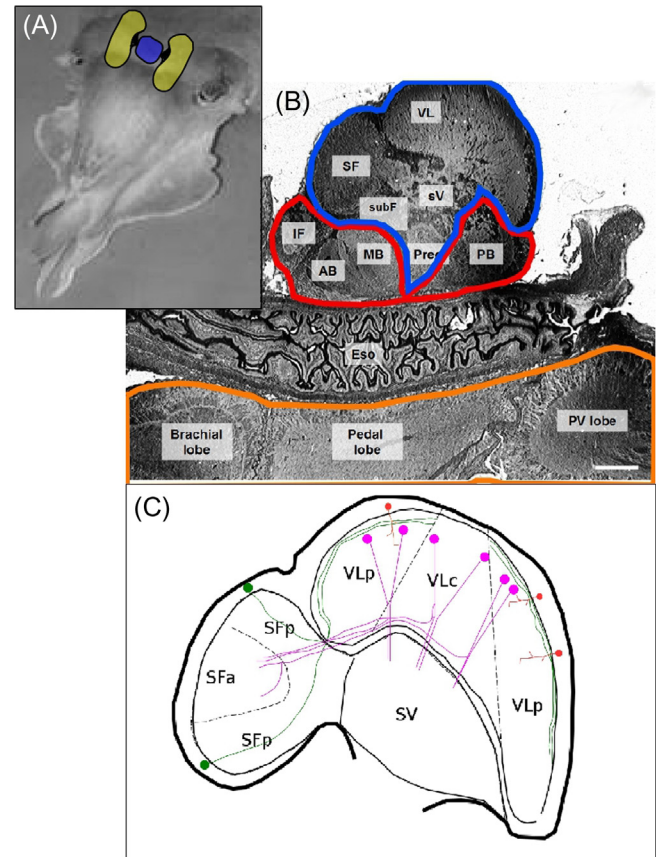 (A)
(B)
VL
SF
sV
subF
IF
MB
Prec
PB
AB
Eso
Brachial
lobe
Pedal
lobe
PV lobe
(C)
VLp
VLc
SFp
SFa
SV
VLp
SFp